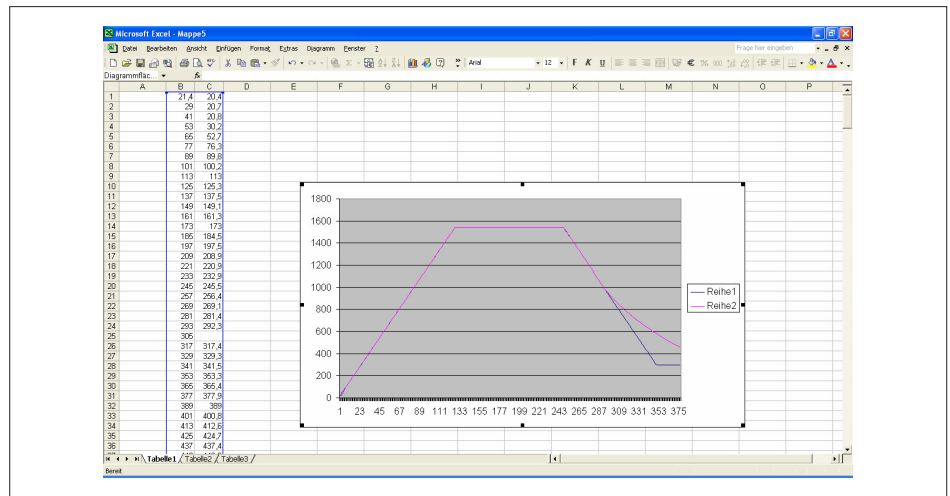 Microsoft Excel - Mappe5
Datei Bearbeiten Ansicht Einfügen Format Extras Diagramm Fenster ?
Frage hier eingeben
Arial 12 F K U
Diagrammfläc... fx
A B C D E F G H I J K L M N O P
1 21,4 20,4
2 29 20,7
3 41 20,8
4 53 30,2
5 65 52,7
6 77 76,3
7 89 89,8
8 101 100,2
9 113 113
10 125 125,3
11 137 137,5
12 149 149,1
13 161 161,3
14 173 173
15 185 184,5
16 197 197,5
17 209 208,9
18 221 220,9
19 233 232,9
20 245 245,5
21 257 256,4
22 269 269,1
23 281 281,4
24 293 292,3
25 305
26 317 317,4
27 329 329,3
28 341 341,5
29 353 353,3
30 365 365,4
31 377 377,9
32 389 389
33 401 400,8
34 413 412,6
35 425 424,7
36 437 437,4
1800
1600
1400
1200
1000
800
600
400
200
0
1 23 45 67 89 111 133 155 177 199 221 243 265 287 309 331 353 375
Reihe1
Reihe2
Tabelle1 Tabelle2 Tabelle3
Bereit